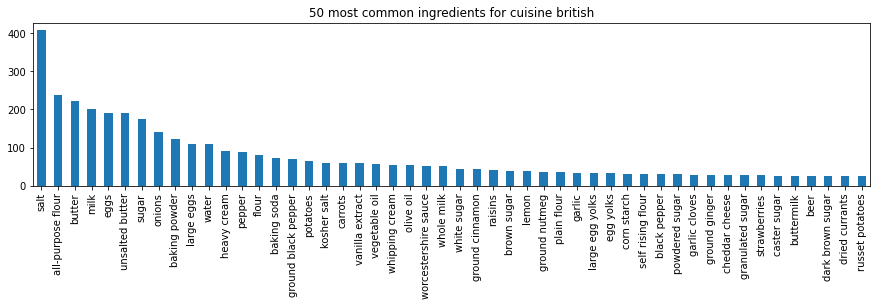 50 most common ingredients for cuisine british
400
300
200
100
0
salt
all-purpose flour
butter
milk
eggs
unsalted butter
sugar
onions
baking powder
large eggs
water
heavy cream
pepper
flour
baking soda
ground black pepper
potatoes
kosher salt
carrots
vanilla extract
vegetable oil
whipping cream
olive oil
worcestershire sauce
whole milk
white sugar
ground cinnamon
raisins
brown sugar
lemon
ground nutmeg
plain flour
garlic
large egg yolks
egg yolks
corn starch
self rising flour
black pepper
powdered sugar
garlic cloves
ground ginger
cheddar cheese
granulated sugar
strawberries
caster sugar
buttermilk
beer
dark brown sugar
dried currants
russet potatoes